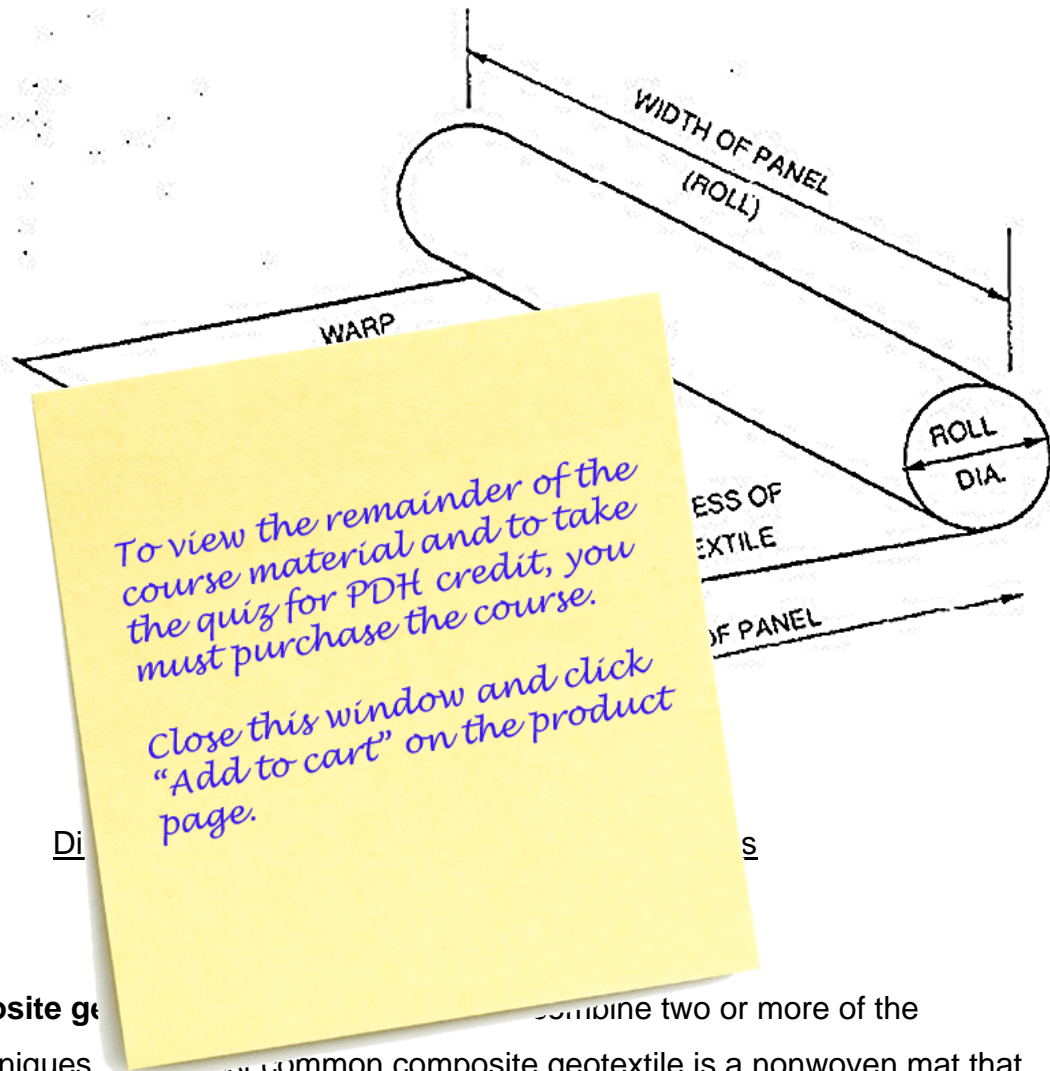 WIDTH OF PANEL
(ROLL)
WARP
ROLL
DIA.
ESS OF
EXTILE
OF PANEL
To view the remainder of the
course material and to take
the quiz for PDH credit, you
must purchase the course.
Close this window and click
“Add to cart” on the product
page.
Di s
osite ge combine two or more of the
niques common composite geotextile is a nonwoven mat that